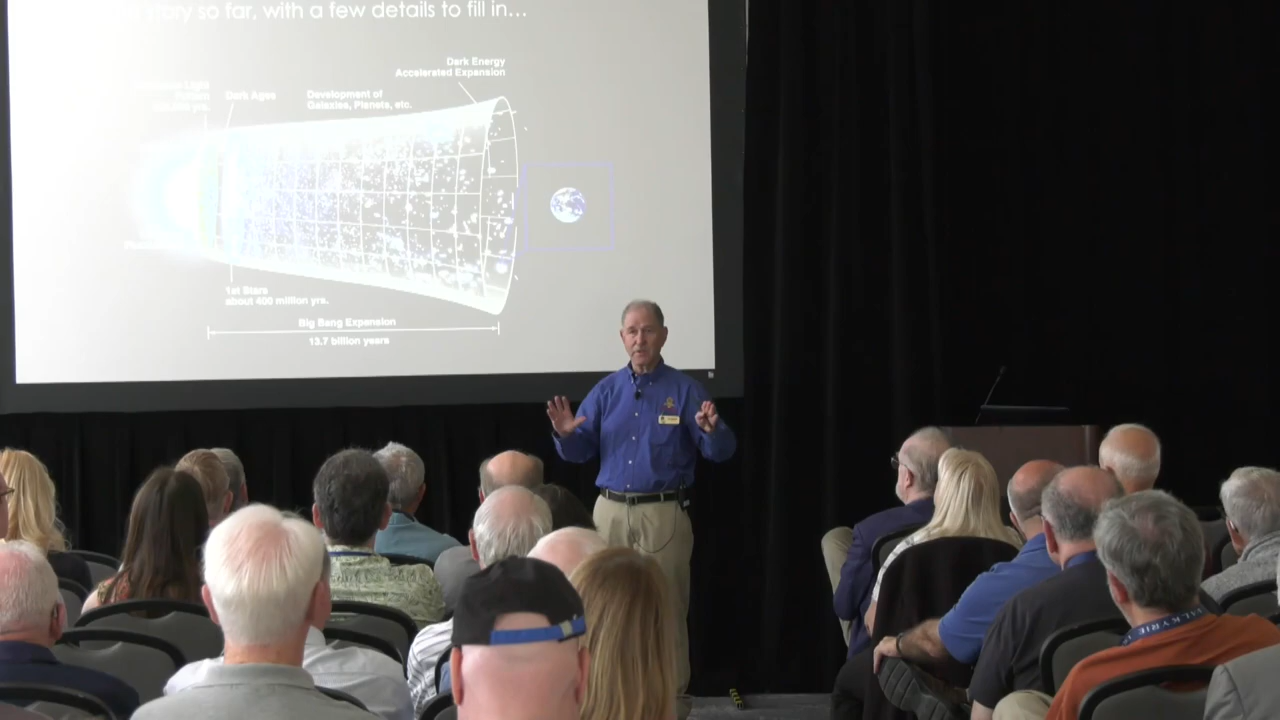 story so far, with a few details to fill in...
Dark Energy
Accelerated Expansion
Dark Ages
Development of
Galaxies, Planets, etc.
1st Stars
about 400 million yrs.
Big Bang Expansion
13.7 billion years